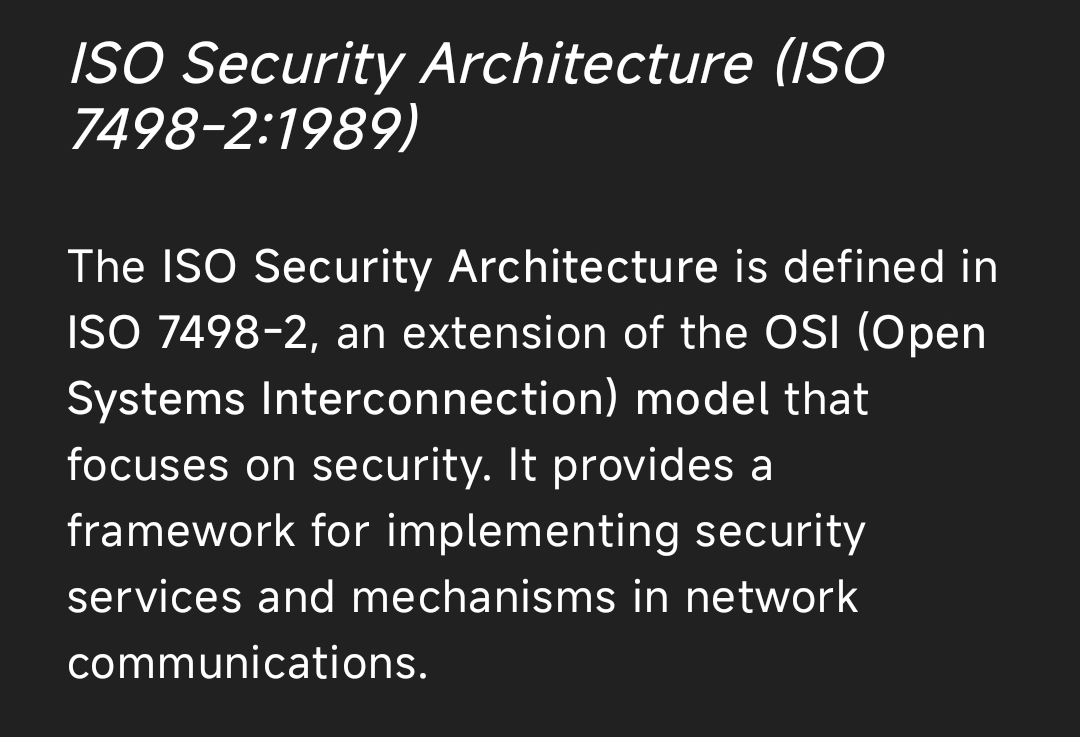 ISO Security Architecture (ISO
7498-2:1989)
The ISO Security Architecture is defined in
ISO 7498-2, an extension of the OSI (Open
Systems Interconnection) model that
focuses on security. It provides a
framework for implementing security
services and mechanisms in network
communications.